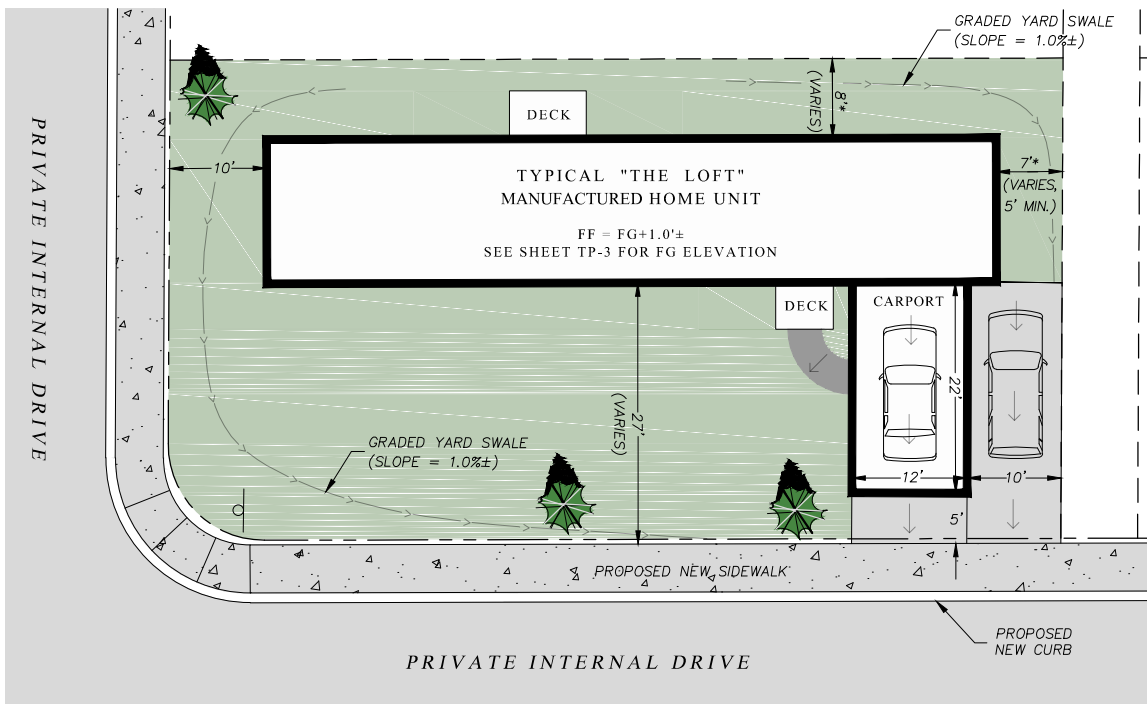 GRADED YARD SWALE
(SLOPE = 1.0%±)
DECK
8'*
(VARIES)
10'
7'*
(VARIES,
5' MIN.)
TYPICAL "THE LOFT"
MANUFACTURED HOME UNIT
FF = FG+1.0'±
SEE SHEET TP-3 FOR FG ELEVATION
PRIVATE INTERNAL DRIVE
DECK
CARPORT
22'
27'
(VARIES)
GRADED YARD SWALE
(SLOPE = 1.0%±)
12'
10'
5'
PROPOSED NEW SIDEWALK
PROPOSED
NEW CURB
PRIVATE INTERNAL DRIVE